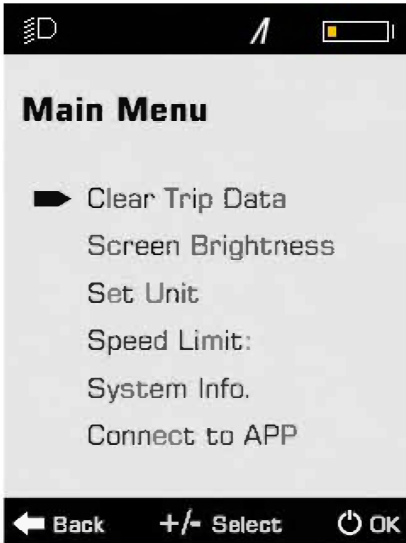 Main Menu
Clear Trip Data
Screen Brightness
Set Unit
Speed Limit:
System Info.
Connect to APP
Back +/- Select OK